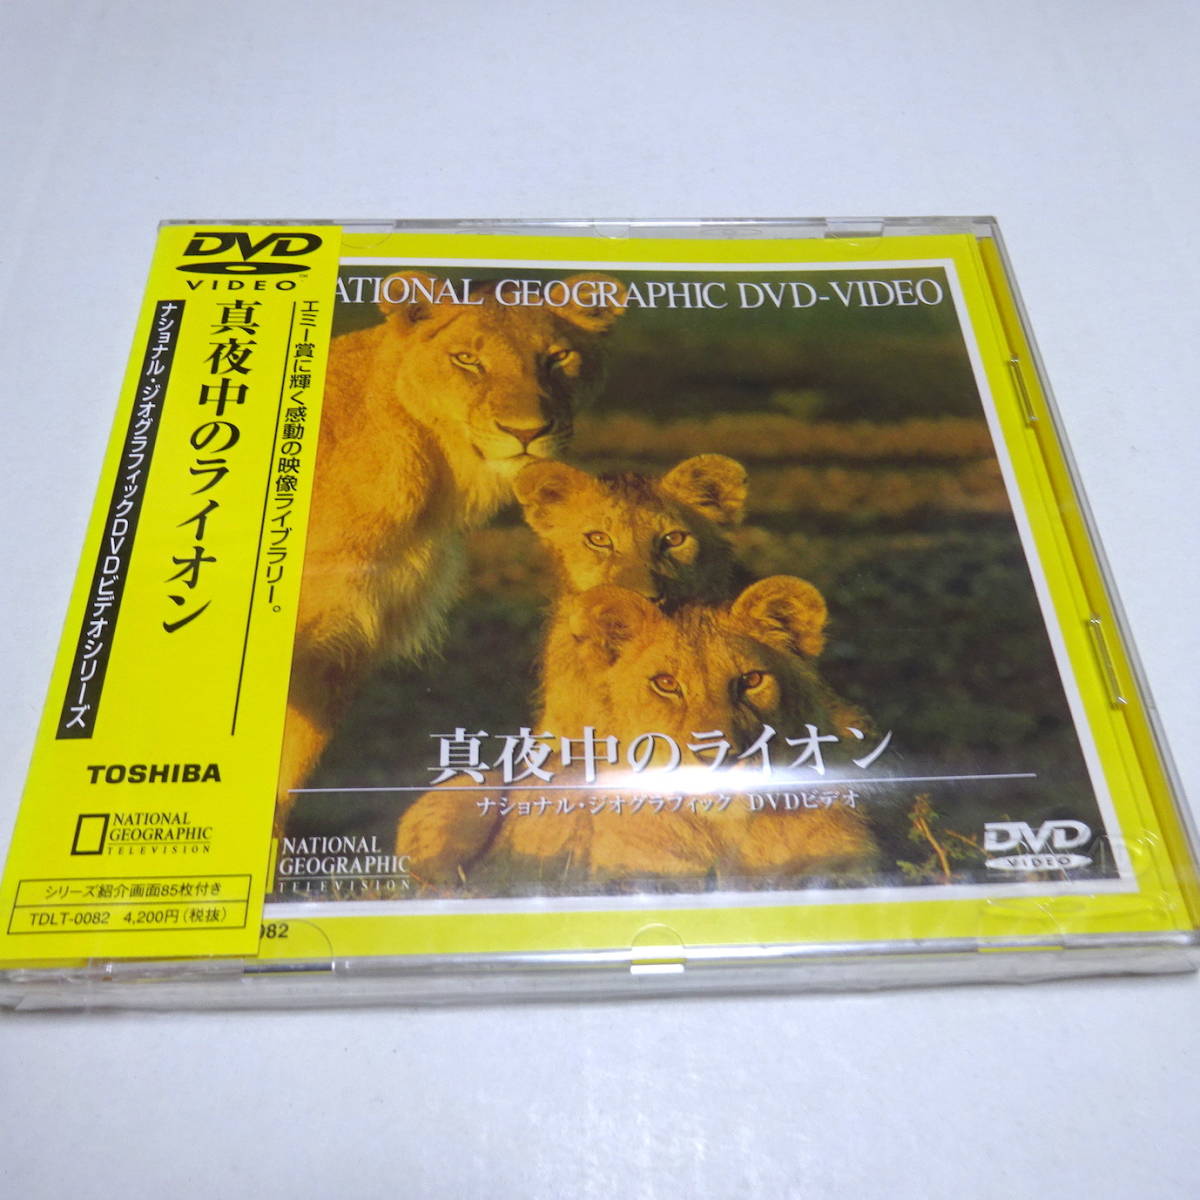 DVD
VIDEO™
エミー賞に輝く感動の映像ライブラリー。
真夜中のライオン
ナショナル・ジオグラフィックDVDビデオシリーズ
TOSHIBA
NATIONAL
GEOGRAPHIC
TELEVISION
シリーズ紹介画面85枚付き
TDLT-0082 4,200円(税抜)
ATIONAL GEOGRAPHIC DVD-VIDEO
真夜中のライオン
ナショナル・ジオグラフィック DVDビデオ
NATIONAL
GEOGRAPHIC
TELEVISION
DVD
VIDEO
082